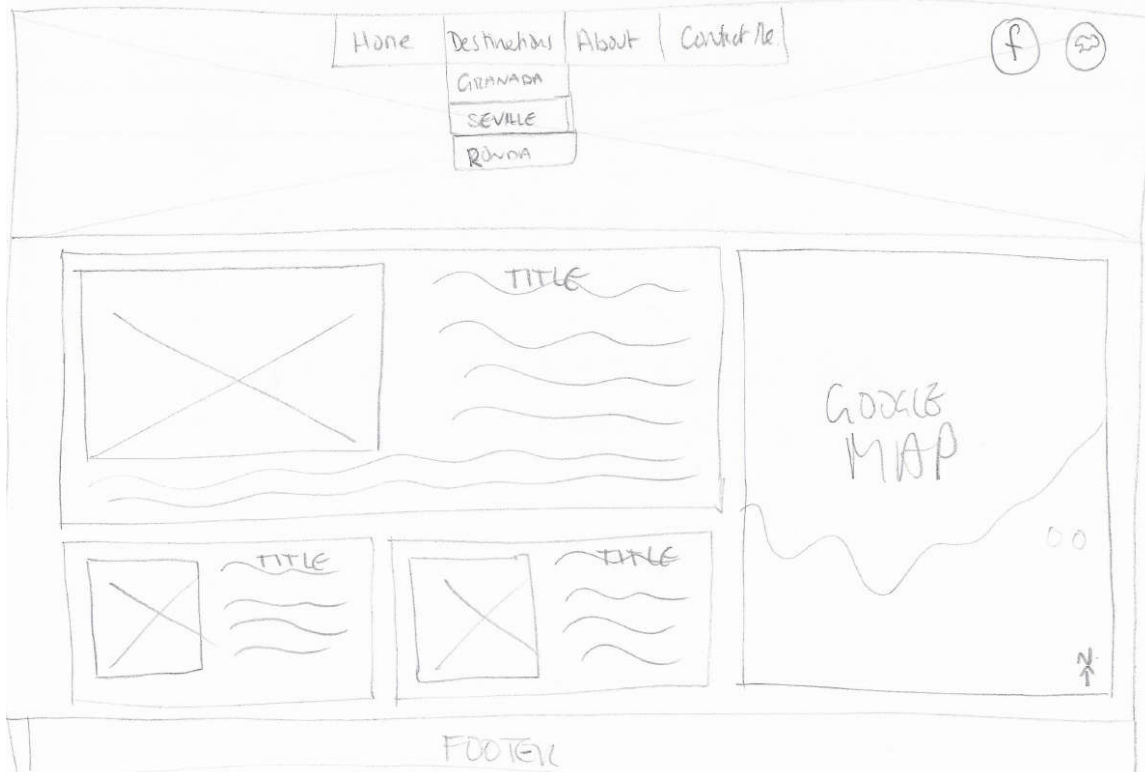 Home Destinations About Contact Me
f
GRANADA
SEVILLE
RONDA
TITLE
GOOGLE
MAP
TITLE
TITLE
N
FOOTER